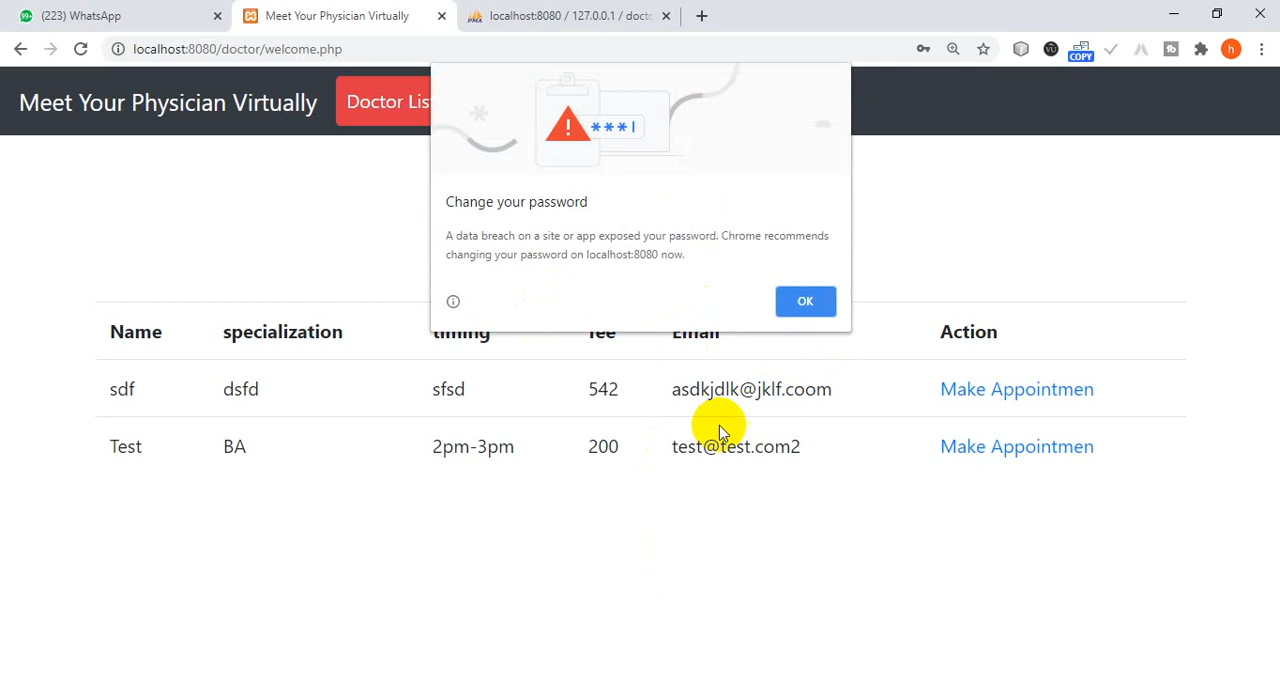 (223) WhatsApp
Meet Your Physician Virtually
localhost:8080 / 127.0.0.1 / docto
localhost:8080/doctor/welcome.php
COPY
h
Meet Your Physician Virtually
Doctor Lis
***
Change your password
A data breach on a site or app exposed your password. Chrome recommends
changing your password on localhost:8080 now.
OK
Name specialization timing fee Email Action
sdf dsfd sfsd 542 asdkjdlk@jklf.coom Make Appointmen
Test BA 2pm-3pm 200 test@test.com2 Make Appointmen